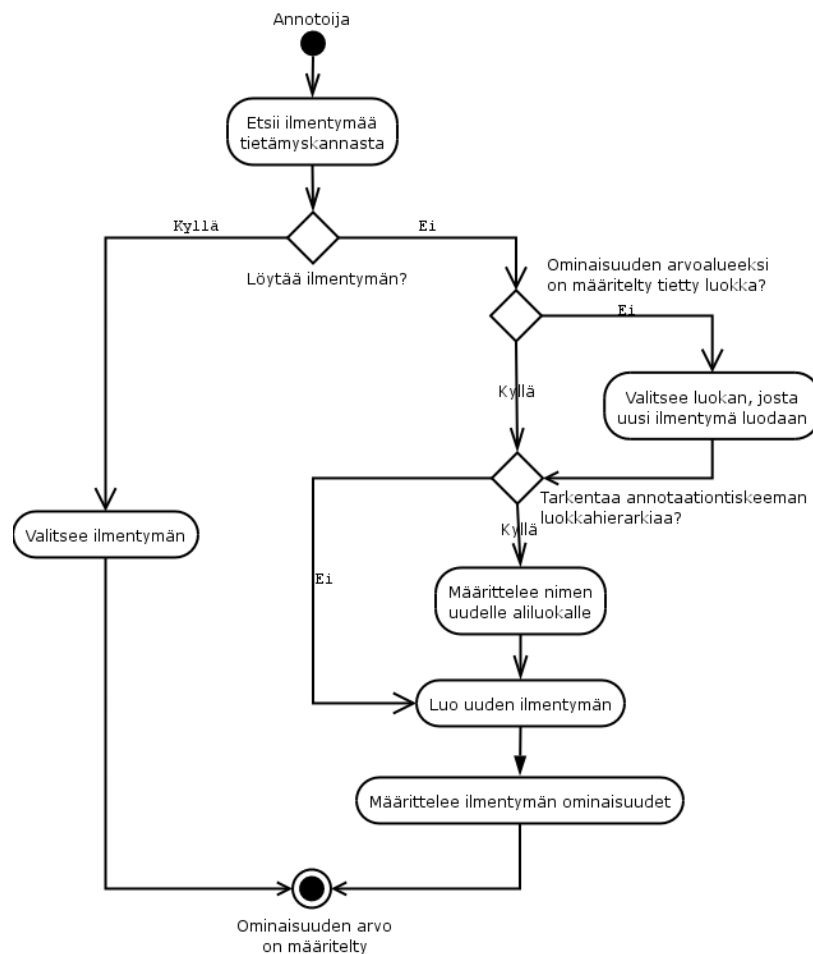 Annotoija
Etsii ilmentymää
tietämyskannasta
Kyllä
Ei
Löytää ilmentymän?
Ominaisuuden arvoalueeksi
on määritelty tietty luokka?
Ei
Kyllä
Valitsee luokan, josta
uusi ilmentymä luodaan
Tarkentaa annotaationtiskeeman
luokkahierarkiaa?
Kyllä
Valitsee ilmentymän
Ei
Määrittelee nimen
uudelle aliluokalle
Luo uuden ilmentymän
Määrittelee ilmentymän ominaisuudet
Ominaisuuden arvo
on määritelty